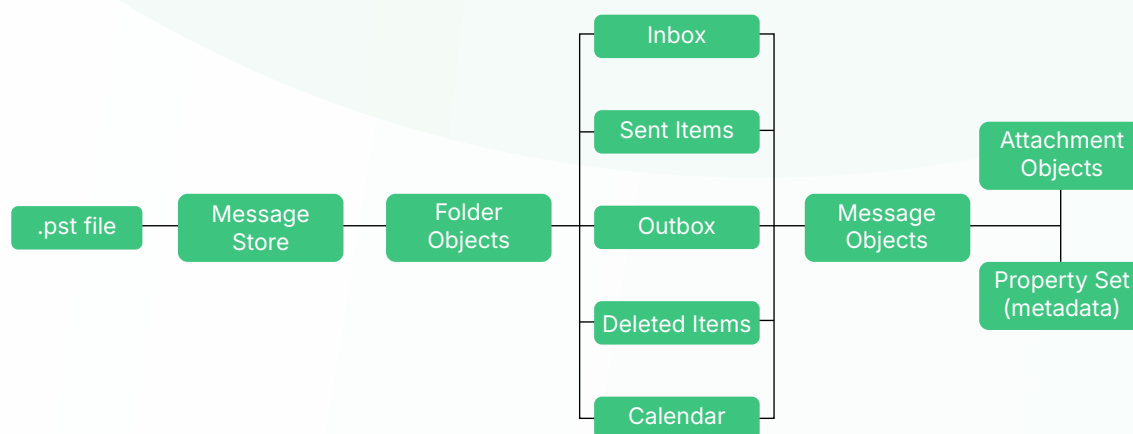 .pst file
Message
Store
Folder
Objects
Inbox
Sent Items
Outbox
Deleted Items
Calendar
Message
Objects
Attachment
Objects
Property Set
(metadata)